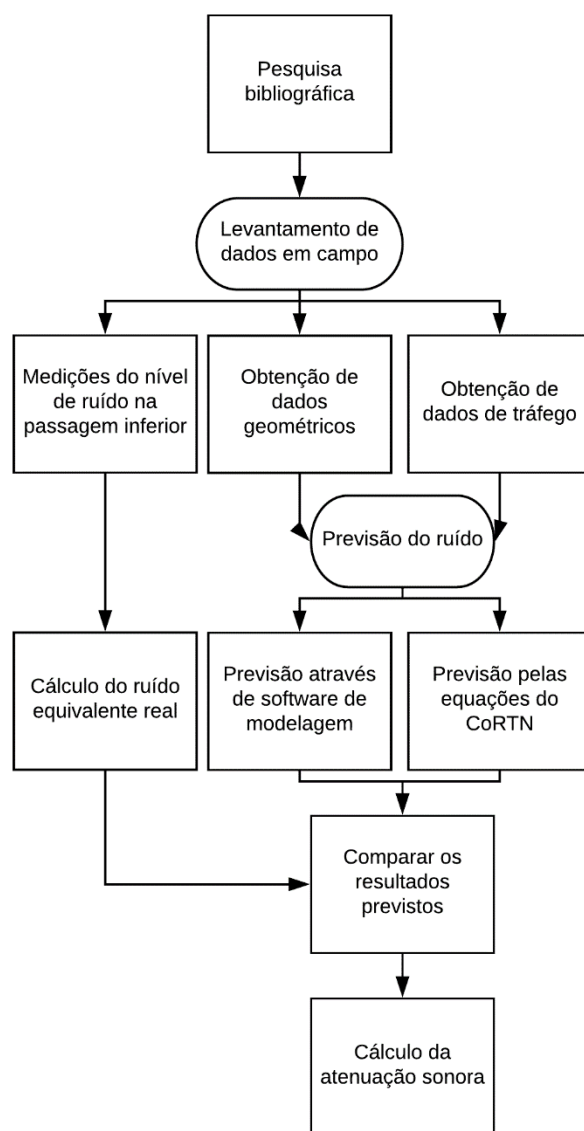 Pesquisa
bibliográfica
Levantamento de
dados em campo
Medições do nível
de ruído na
passagem inferior
Obtenção de
dados
geométricos
Obtenção de
dados de tráfego
Previsão do ruído
Cálculo do ruído
equivalente real
Previsão através
de software de
modelagem
Previsão pelas
equações do
CoRTN
Comparar os
resultados
previstos
Cálculo da
atenuação sonora